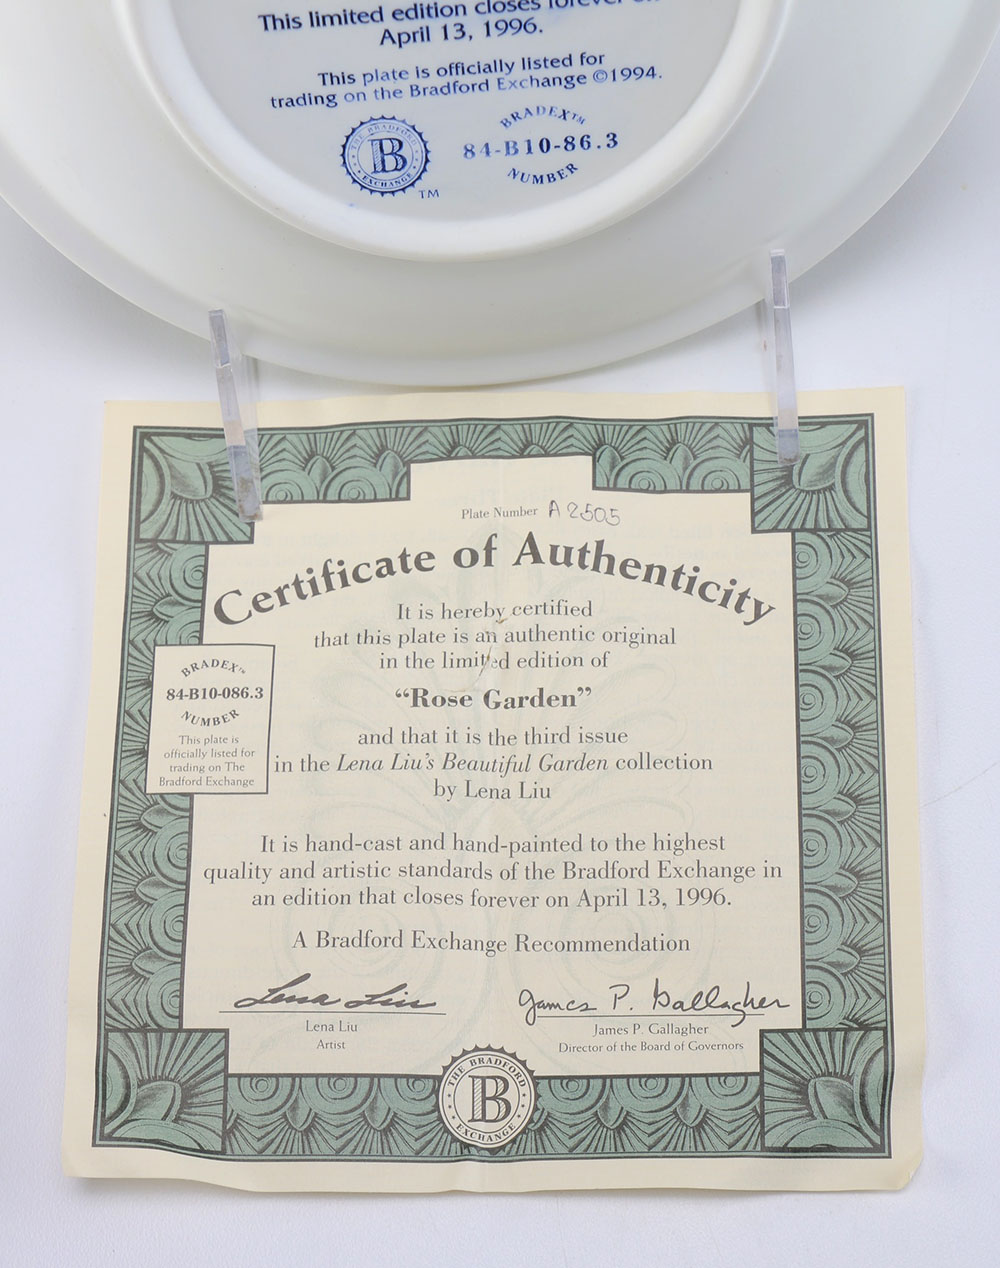 This limited edition closes forever on
April 13, 1996.
This plate is officially listed for
trading on the Bradford Exchange ©1994.
THE BRADFORD
B
EXCHANGE
TM
BRADEX™
84-B10-86.3
NUMBER
Plate Number A2505
Certificate of Authenticity
It is hereby certified
that this plate is an authentic original
in the limited edition of
“Rose Garden”
and that it is the third issue
in the Lena Liu's Beautiful Garden collection
by Lena Liu
BRADEX™
84-B10-086.3
NUMBER
This plate is
officially listed for
trading on The
Bradford Exchange
It is hand-cast and hand-painted to the highest
quality and artistic standards of the Bradford Exchange in
an edition that closes forever on April 13, 1996.
A Bradford Exchange Recommendation
Lena Liu
Lena Liu
Artist
James P. Gallagher
James P. Gallagher
Director of the Board of Governors
THE BRADFORD
B
EXCHANGE